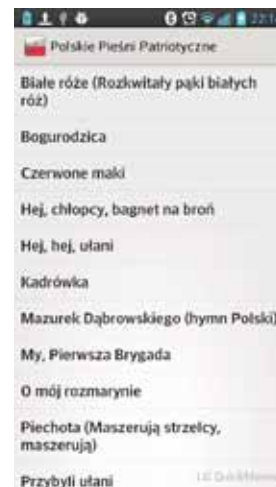 Polskie Pieśni Patriotyczne
Białe róże (Rozkwitały pąki białych
róż)
Bogurodzica
Czerwone maki
Hej, chłopcy, bagnet na broń
Hej, hej, ułani
Kadrówka
Mazurek Dąbrowskiego (hymn Polski)
My, Pierwsza Brygada
O mój rozmarynie
Piechota (Maszerują strzelcy,
maszerują)
Przybyli ułani